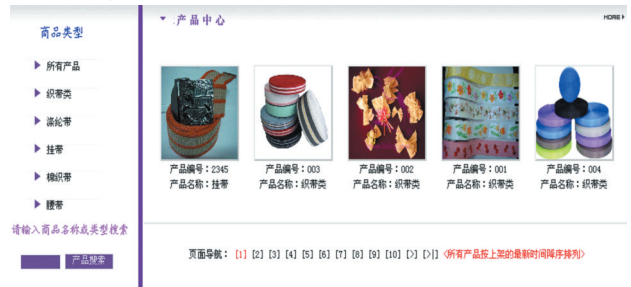 商品类型
所有产品
织带类
涤纶带
挂带
棉织带
腰带
请输入商品名称或类型搜索
产品搜索
产品中心
HOME
产品编号：2345
产品名称：挂带
产品编号：003
产品名称：织带类
产品编号：002
产品名称：织带类
产品编号：001
产品名称：织带类
产品编号：004
产品名称：织带类
页面导航： [1] [2] [3] [4] [5] [6] [7] [8] [9] [10] [>] [>|] <所有产品按上架的最新时间降序排列>